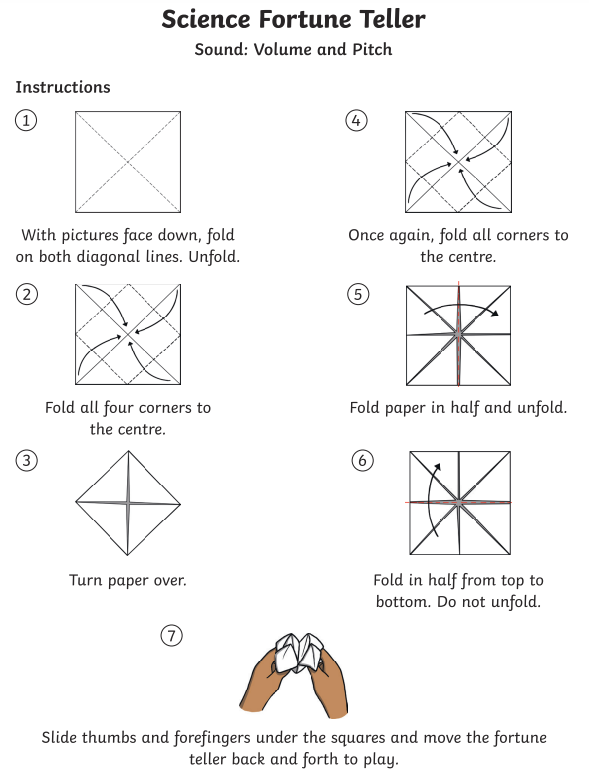 Science Fortune Teller
Sound: Volume and Pitch
Instructions
1
With pictures face down, fold
on both diagonal lines. Unfold.
2
Fold all four corners to
the centre.
3
Turn paper over.
4
Once again, fold all corners to
the centre.
5
Fold paper in half and unfold.
6
Fold in half from top to
bottom. Do not unfold.
7
Slide thumbs and forefingers under the squares and move the fortune
teller back and forth to play.